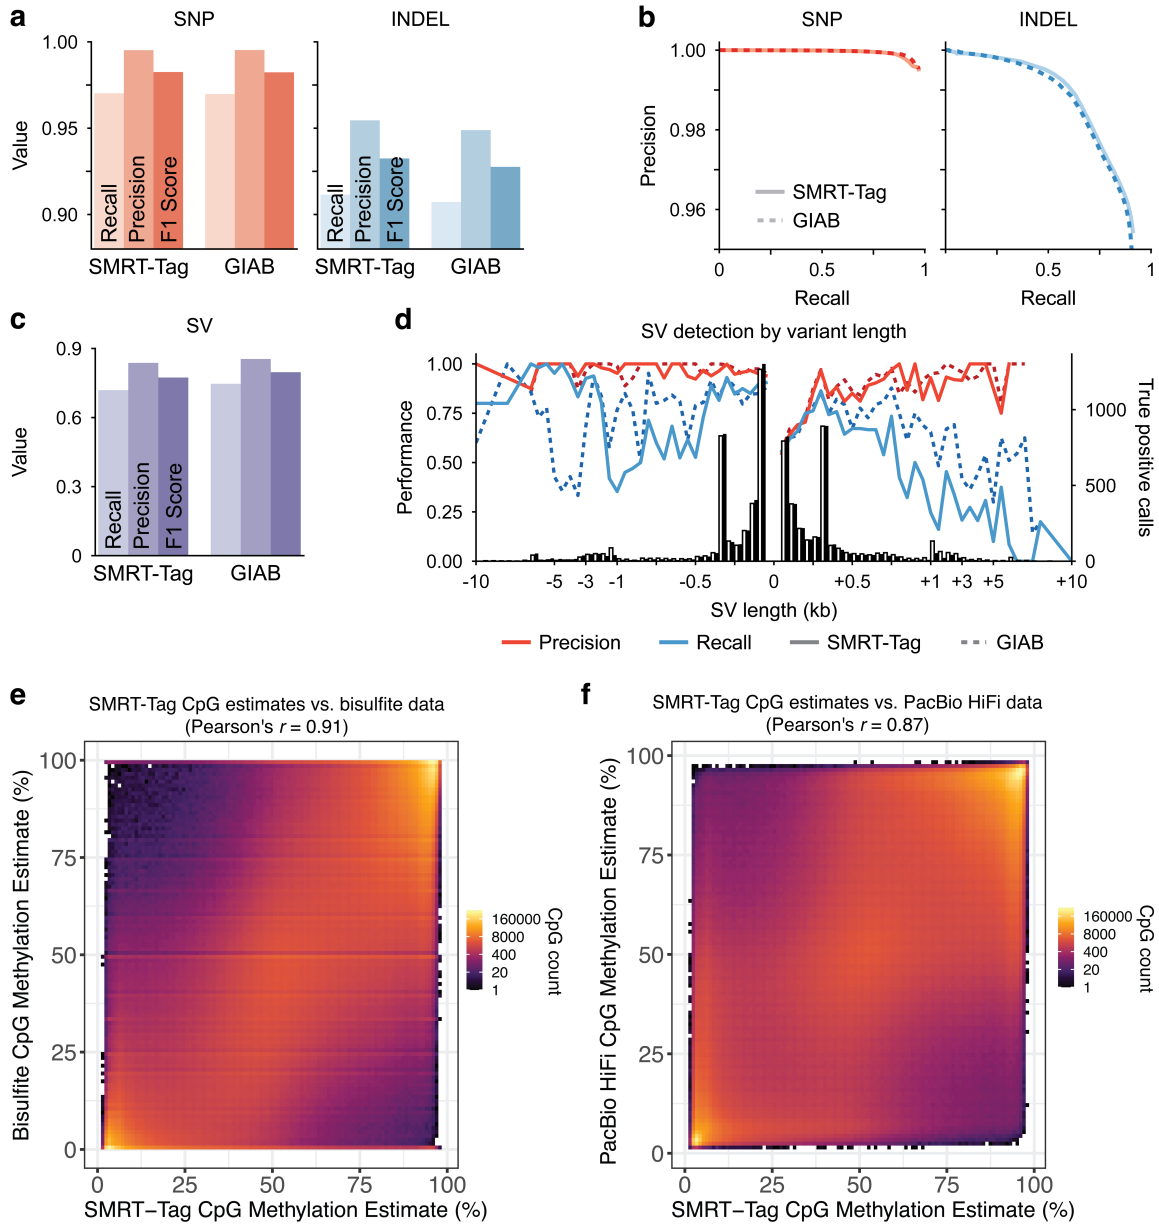 a
SNP
INDEL
1.00
0.95
0.90
Value
Recall
Precision
F1 Score
Recall
Precision
F1 Score
SMRT-Tag
GIAB
SMRT-Tag
GIAB
b
SNP
INDEL
1.00
0.98
0.96
Precision
SMRT-Tag
GIAB
0
0.5
1
0.5
1
Recall
Recall
c
SV
0.9
0.6
0.3
0
Value
Recall
Precision
F1 Score
SMRT-Tag
GIAB
d
SV detection by variant length
1.00
0.75
0.50
0.25
0.00
Performance
1000
500
0
True positive calls
-10
-5
-3
-1
-0.5
0
+0.5
+1
+3
+5
+10
SV length (kb)
Precision
Recall
SMRT-Tag
GIAB
e
SMRT-Tag CpG estimates vs. bisulfite data
(Pearson's r = 0.91)
100
75
50
25
0
Bisulfite CpG Methylation Estimate (%)
0
25
50
75
100
SMRT−Tag CpG Methylation Estimate (%)
160000
8000
400
20
1
CpG count
f
SMRT-Tag CpG estimates vs. PacBio HiFi data
(Pearson's r = 0.87)
100
75
50
25
0
PacBio HiFi CpG Methylation Estimate (%)
0
25
50
75
100
SMRT−Tag CpG Methylation Estimate (%)
160000
8000
400
20
1
CpG count